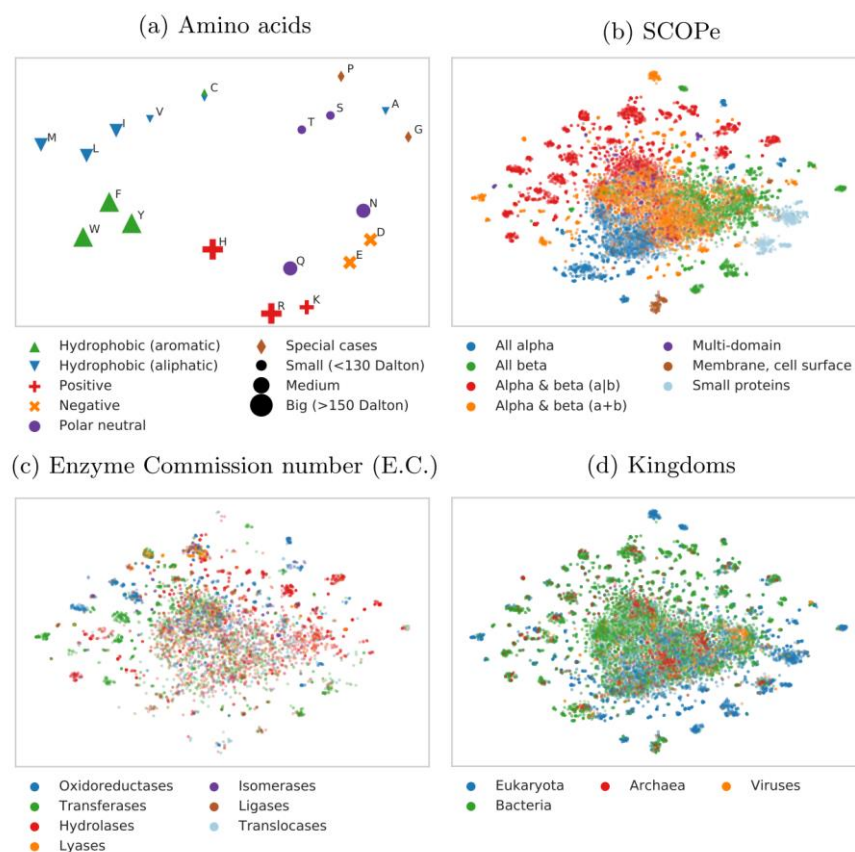 (a) Amino acids
P
C
S
A
V
T
G
I
M
L
F
N
Y
W
D
H
E
Q
K
R
Hydrophobic (aromatic)
Hydrophobic (aliphatic)
Positive
Negative
Polar neutral
Special cases
Small (<130 Dalton)
Medium
Big (>150 Dalton)
(b) SCOPe
All alpha
All beta
Alpha & beta (a|b)
Alpha & beta (a+b)
Multi-domain
Membrane, cell surface
Small proteins
(c) Enzyme Commission number (E.C.)
Oxidoreductases
Transferases
Hydrolases
Lyases
Isomerases
Ligases
Translocases
(d) Kingdoms
Eukaryota
Bacteria
Archaea
Viruses